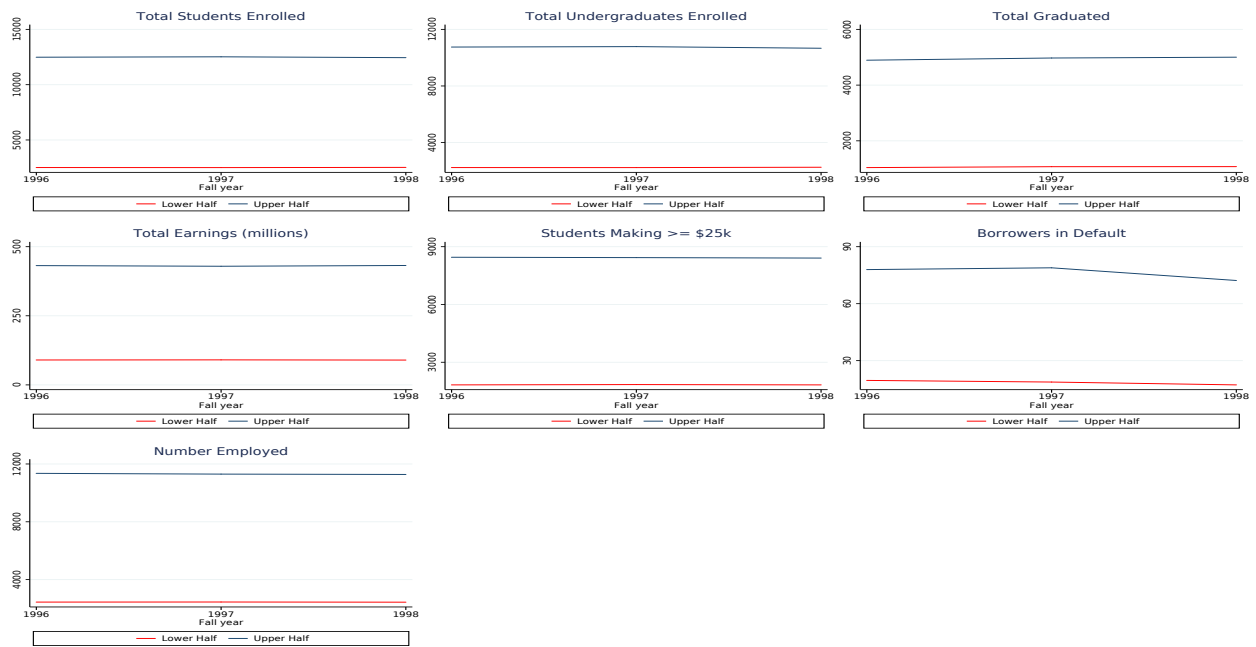 Total Students Enrolled
15000
10000
5000
1996 1997 1998
Fall year
Lower Half Upper Half
Total Undergraduates Enrolled
12000
8000
4000
1996 1997 1998
Fall year
Lower Half Upper Half
Total Graduated
6000
4000
2000
1996 1997 1998
Fall year
Lower Half Upper Half
Total Earnings (millions)
500
250
0
1996 1997 1998
Fall year
Lower Half Upper Half
Students Making >= $25k
9000
6000
3000
1996 1997 1998
Fall year
Lower Half Upper Half
Borrowers in Default
90
60
30
1996 1997 1998
Fall year
Lower Half Upper Half
Number Employed
12000
8000
4000
1996 1997 1998
Fall year
Lower Half Upper Half